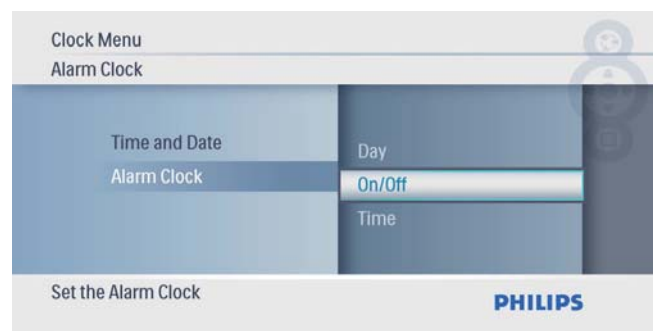 Clock Menu
Alarm Clock
Time and Date
Alarm Clock
Day
On/Off
Time
Set the Alarm Clock
PHILIPS